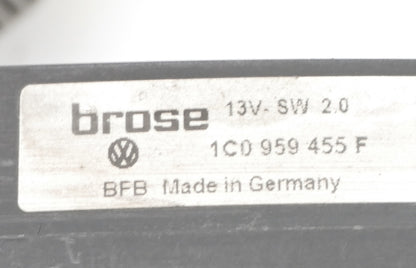 brose 13V- SW 2.0
1C0 959 455 F
BFB Made in Germany